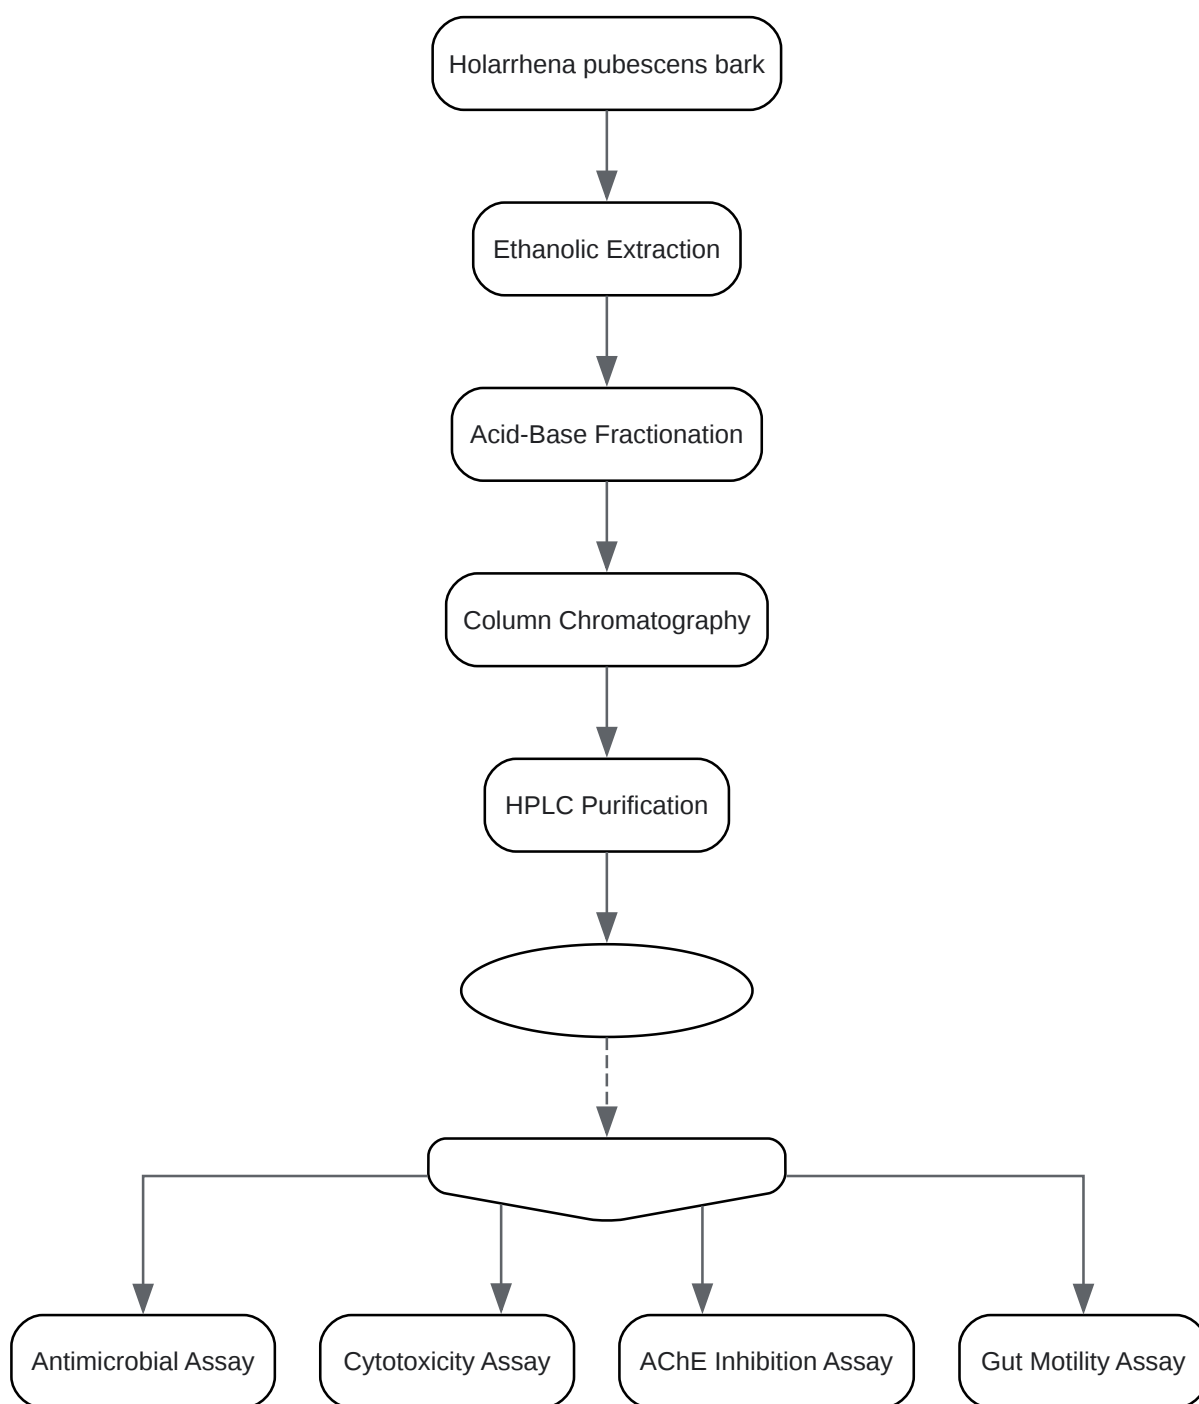 Holarrhena pubescens bark
Ethanolic Extraction
Acid-Base Fractionation
Column Chromatography
HPLC Purification
Antimicrobial Assay
Cytotoxicity Assay
AChE Inhibition Assay
Gut Motility Assay